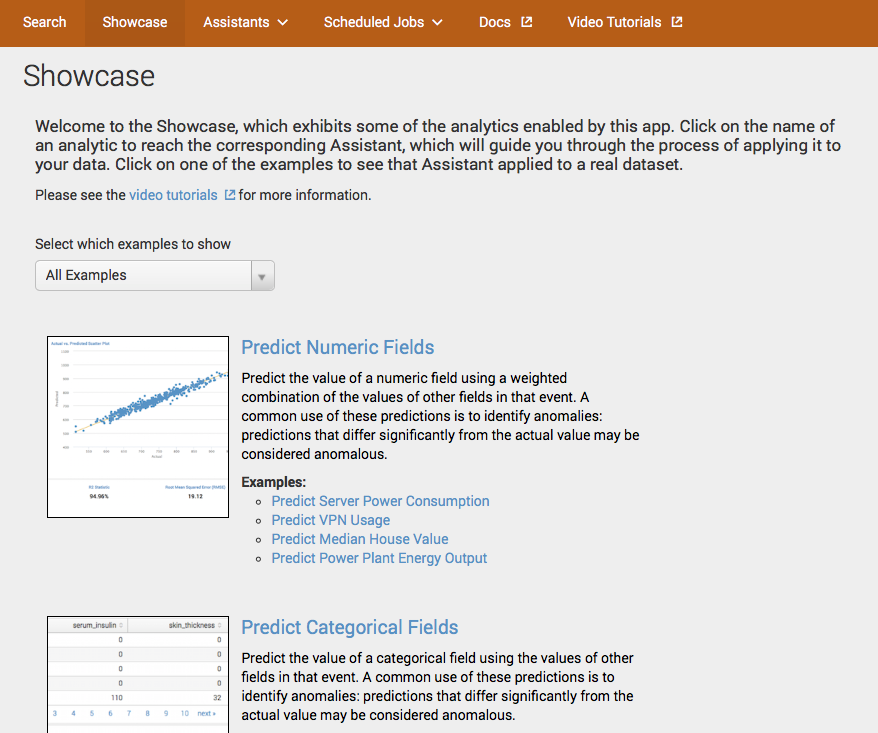 Search Showcase Assistants Scheduled Jobs Docs Video Tutorials
Showcase
Welcome to the Showcase, which exhibits some of the analytics enabled by this app. Click on the name of
an analytic to reach the corresponding Assistant, which will guide you through the process of applying it to
your data. Click on one of the examples to see that Assistant applied to a real dataset.
Please see the video tutorials for more information.
Select which examples to show
All Examples
Actual vs. Predicted Scatter Plot
Predicted
Actual
R2 Statistic
Root Mean Squared Error (RMSE)
94.96%
19.12
Predict Numeric Fields
Predict the value of a numeric field using a weighted
combination of the values of other fields in that event. A
common use of these predictions is to identify anomalies:
predictions that differ significantly from the actual value may be
considered anomalous.
Examples:
Predict Server Power Consumption
Predict VPN Usage
Predict Median House Value
Predict Power Plant Energy Output
serum_insulin skin_thickness
0 0
0 0
0 0
0 0
110 32
3 4 5 6 7 8 9 10 next »
Predict Categorical Fields
Predict the value of a categorical field using the values of other
fields in that event. A common use of these predictions is to
identify anomalies: predictions that differ significantly from the
actual value may be considered anomalous.